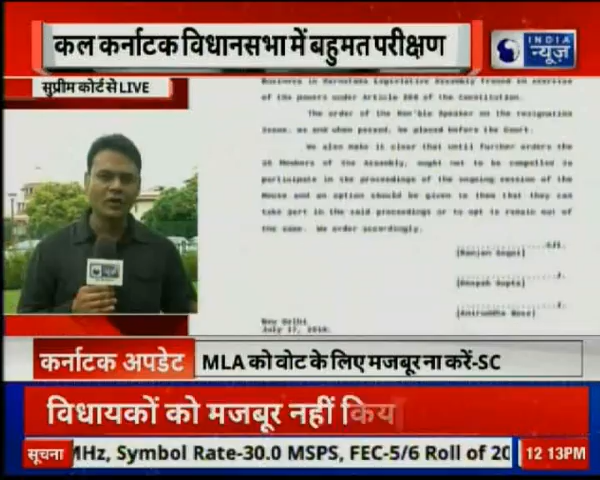 कल कर्नाटक विधानसभा में बहुमत परीक्षण
INDIA
न्यूज़
सुप्रीम कोर्ट से LIVE
Business in Karnataka Legislative Assembly framed in exercise
of the powers under Article 208 of the Constitution.
The order of the Hon'ble Speaker on the resignation
issue, as and when passed, be placed before the Court.
We also make it clear that until further orders the
15 Members of the Assembly, ought not to be compelled to
participate in the proceedings of the ongoing session of the
House and an option should be given to them that they can
take part in the said proceedings or to opt to remain out of
the same. We order accordingly.
....................CJI.
(Ranjan Gogoi)
....................J.
(Deepak Gupta)
....................J.
(Aniruddha Bose)
New Delhi
July 17, 2019.
कर्नाटक अपडेट
MLA को वोट के लिए मजबूर ना करें-SC
विधायकों को मजबूर नहीं किय
सूचना
MHz, Symbol Rate-30.0 MSPS, FEC-5/6 Roll of 20
12 13PM